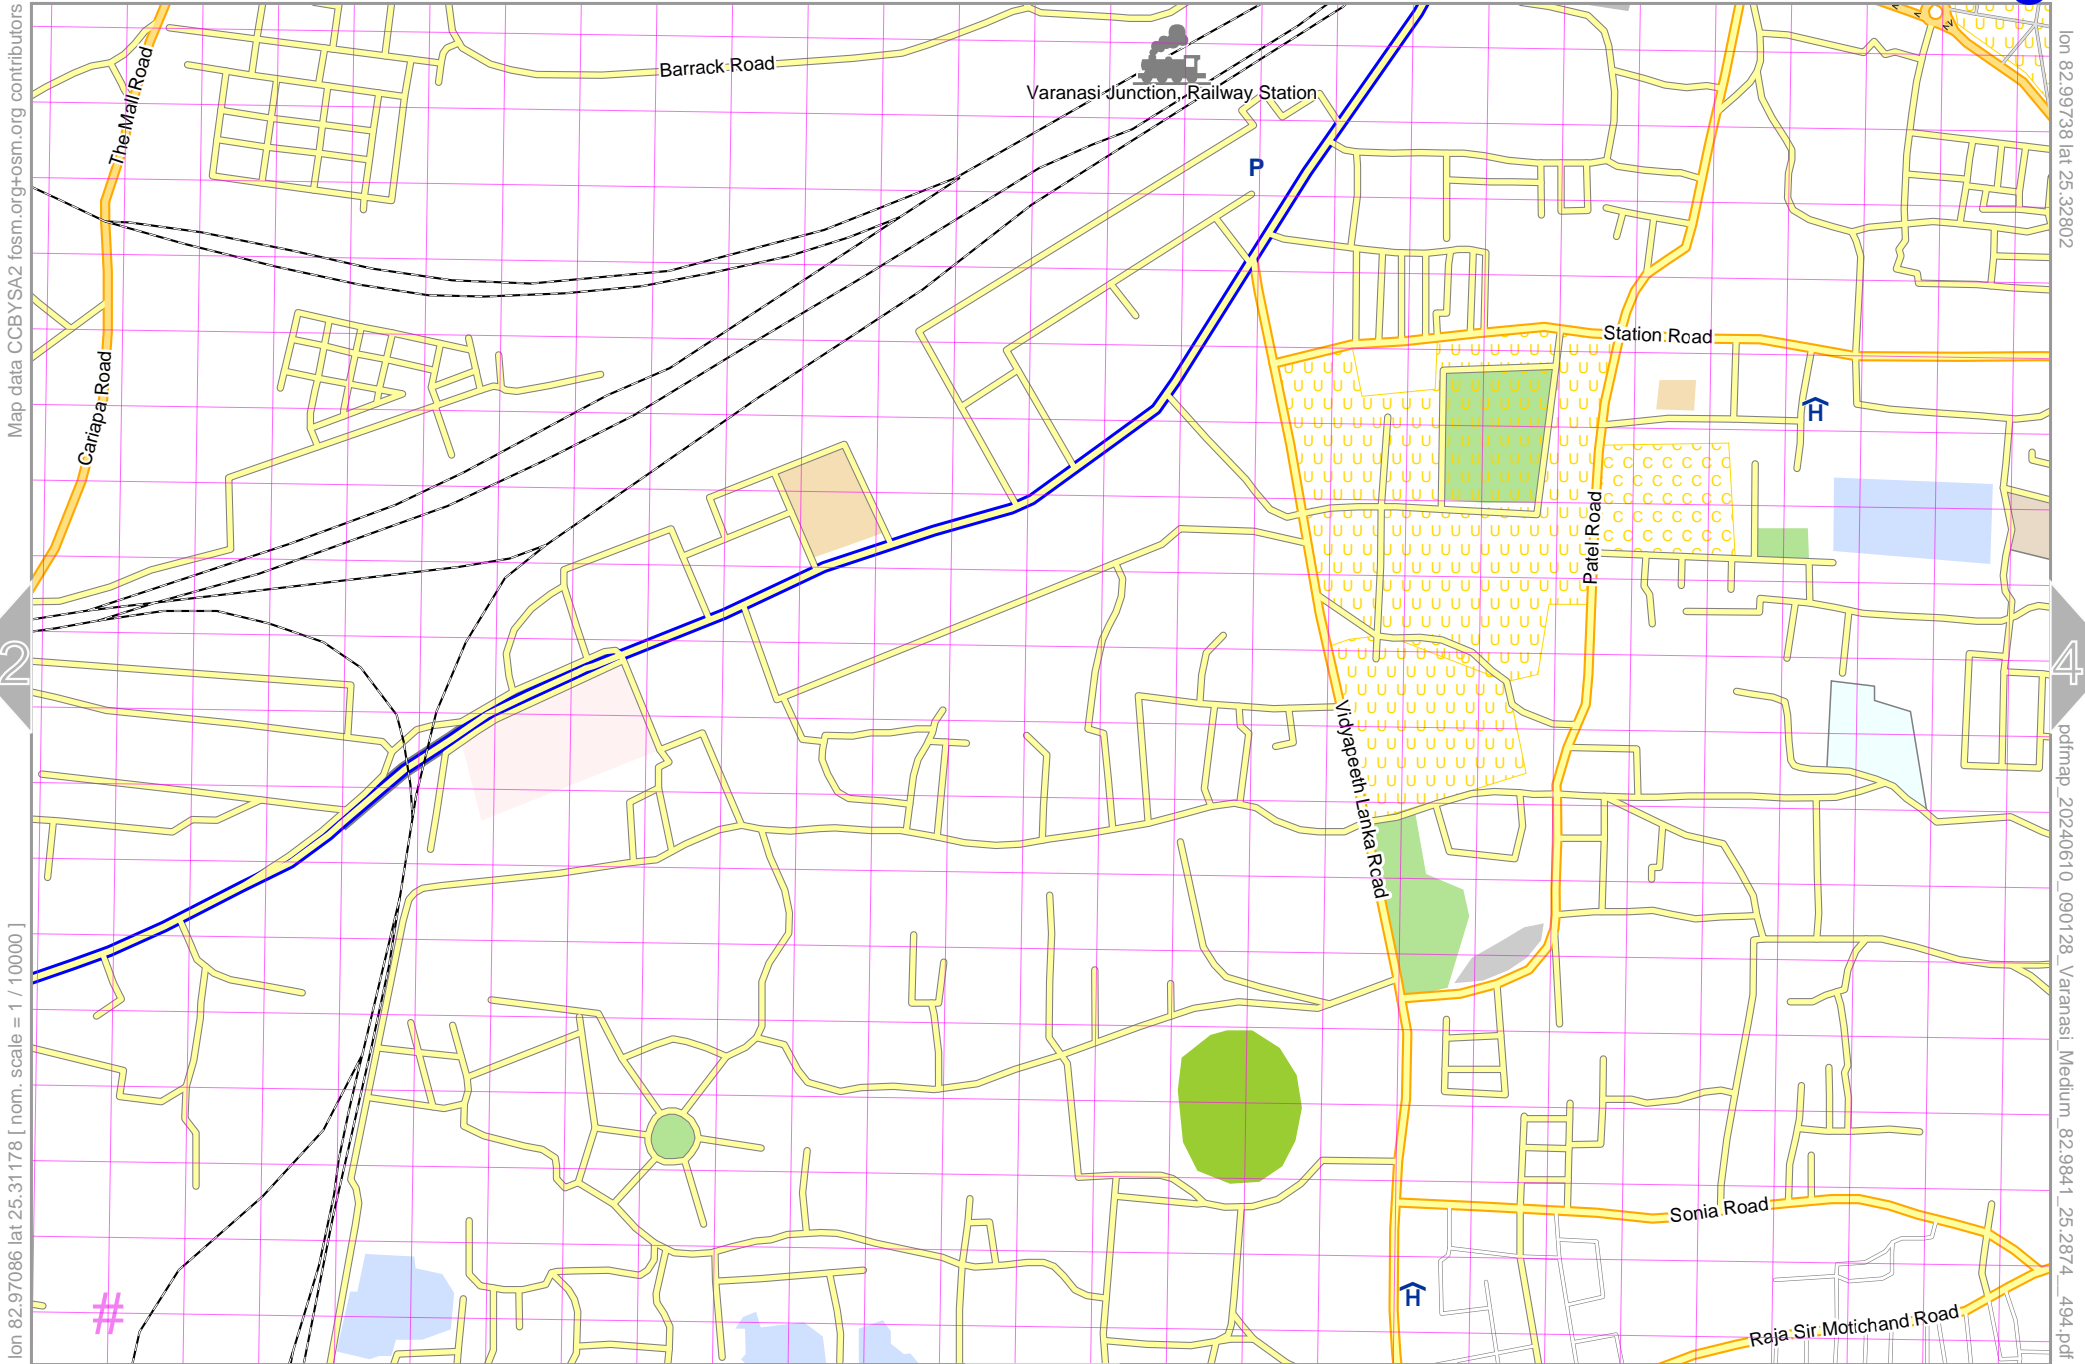 Map data CCBYSA2 fosm.org+osm.org contributors
lon 82.97086 lat 25.31178 [ nom. scale = 1 / 10000 ]
lon 82.99738 lat 25.32802
pdfmap_20240610_090128_Varanasi_Medium_82.9841_25.2874__494.pdf
The Mall Road
Barrack Road
Varanasi Junction, Railway Station
P
Cariapa Road
Station Road
H
Patel Road
2
4
Vidyapeeth Lanka Road
Sonia Road
H
#
Raja Sir Motichand Road